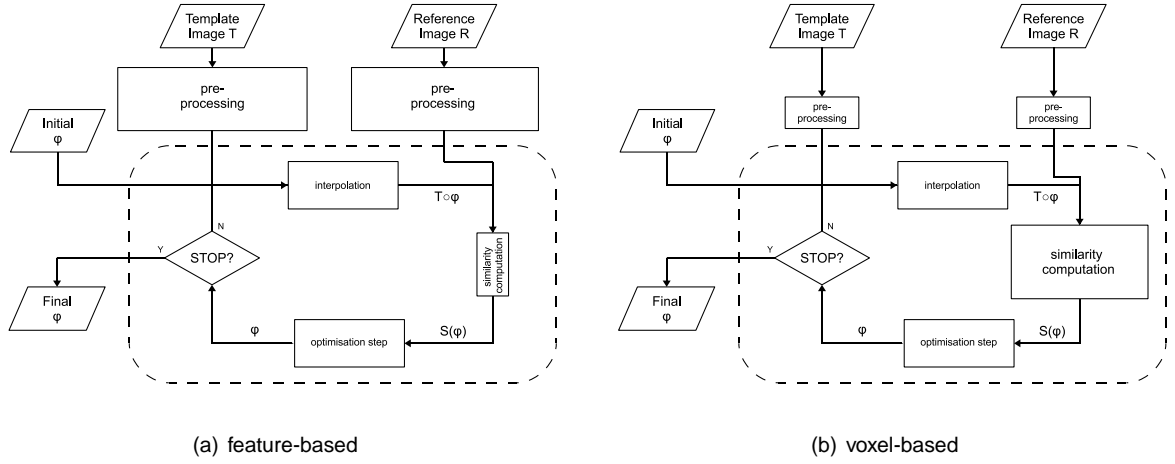 Template
Image T
Reference
Image R
pre-
processing
pre-
processing
Initial
φ
interpolation
T○φ
N
Y
STOP?
similarity
computation
Final
φ
φ
optimisation step
S(φ)
(a) feature-based
Template
Image T
Reference
Image R
pre-
processing
pre-
processing
Initial
φ
interpolation
T○φ
N
Y
STOP?
similarity
computation
Final
φ
φ
optimisation step
S(φ)
(b) voxel-based